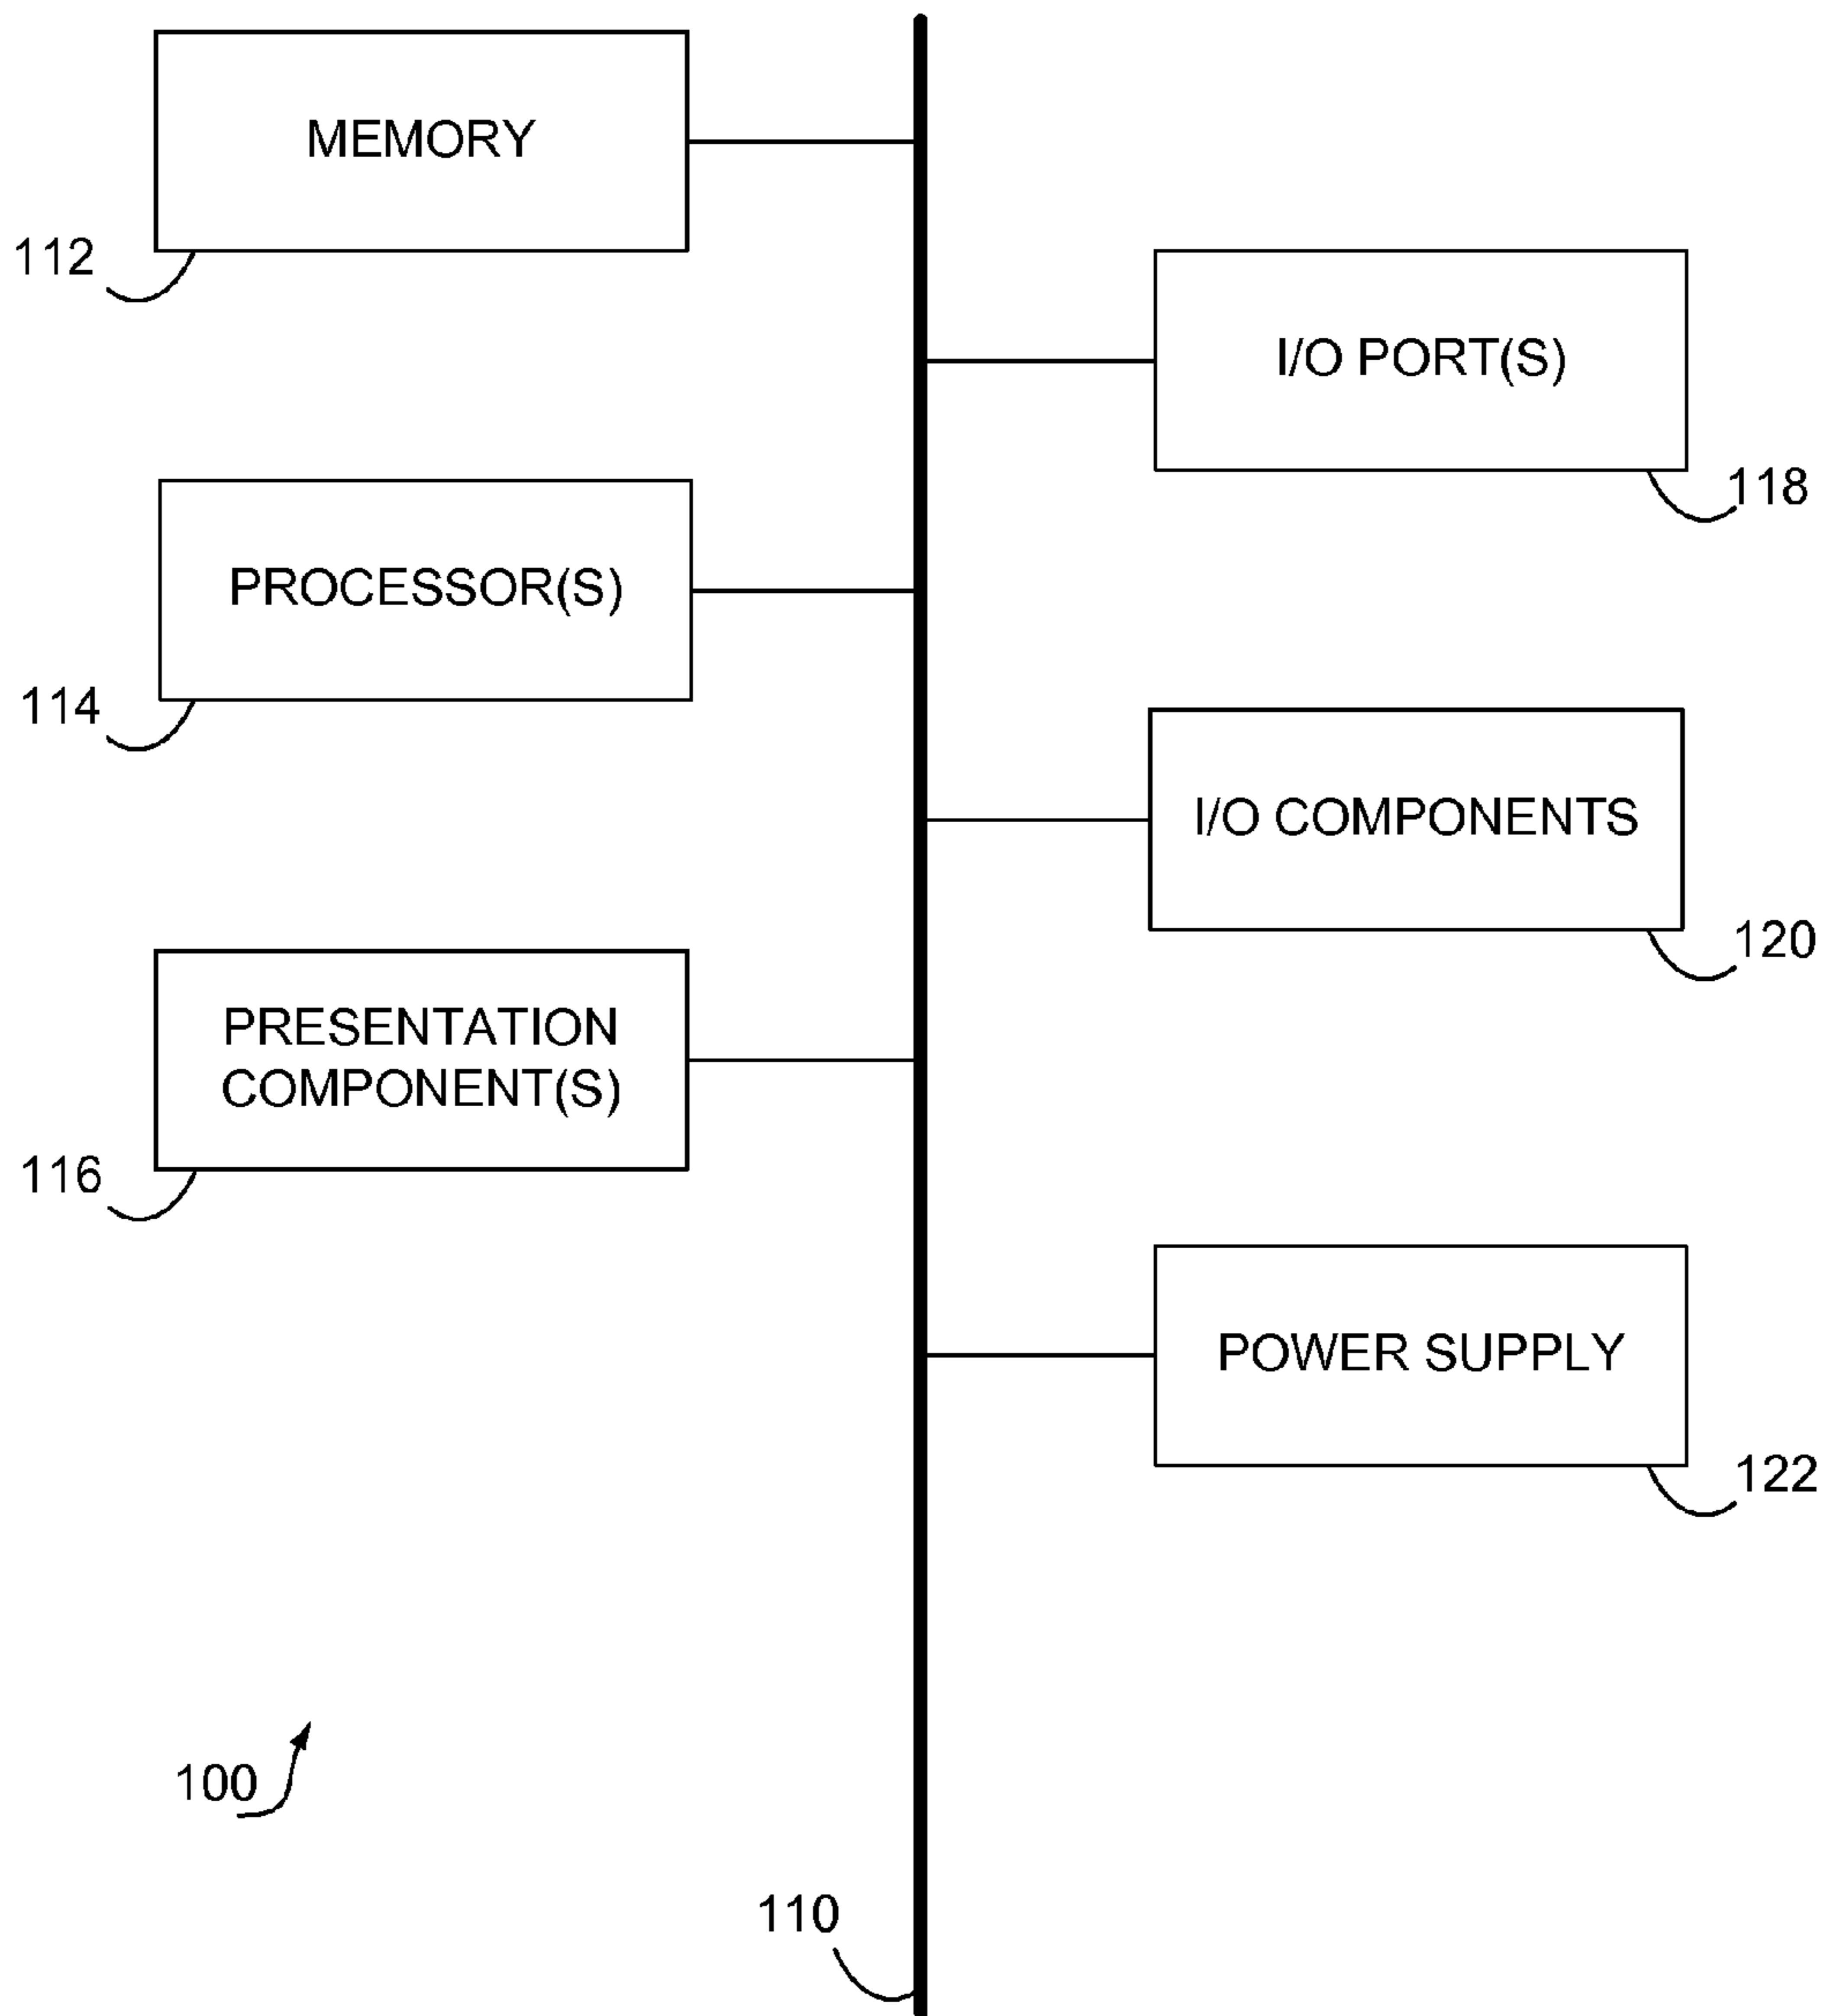 MEMORY
112
I/O PORT(S)
118
PROCESSOR(S)
114
I/O COMPONENTS
120
PRESENTATION
COMPONENT(S)
116
POWER SUPPLY
122
100
110